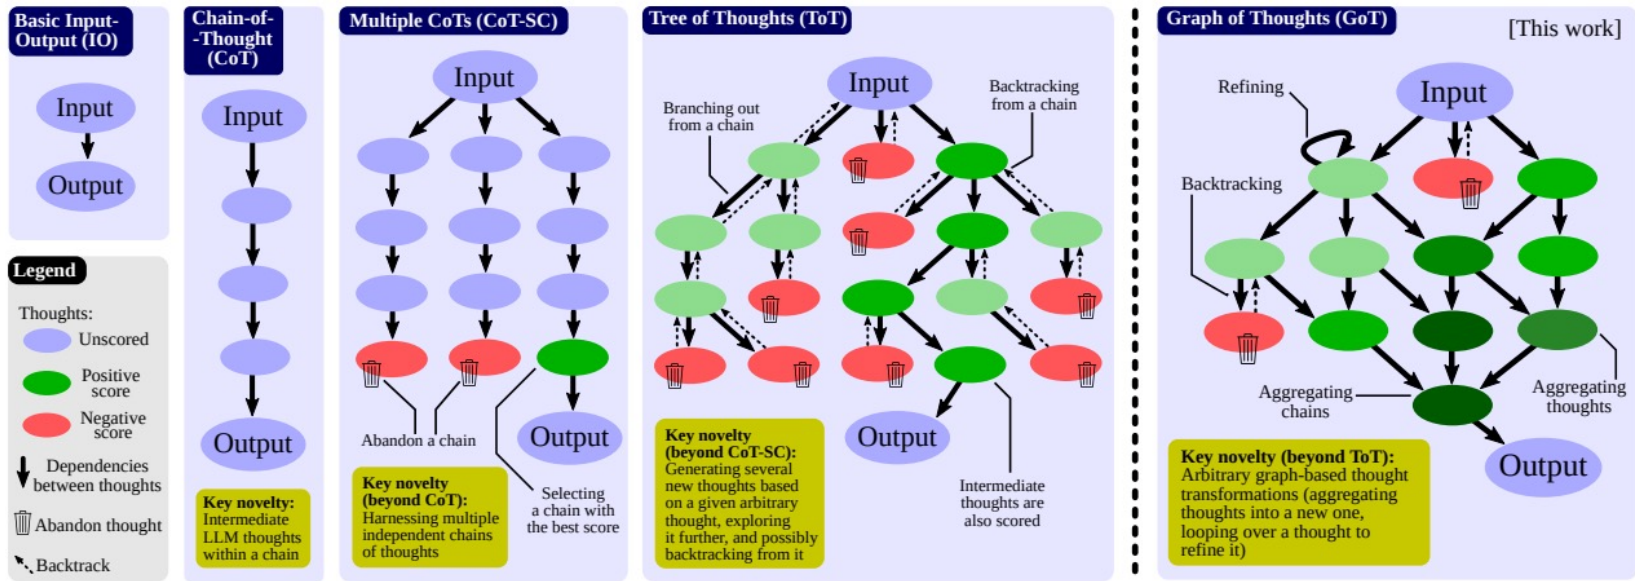 Basic Input-
Output (IO)
Input
Output
Legend
Thoughts:
Unscored
Positive
score
Negative
score
Dependencies
between thoughts
Abandon thought
Backtrack
Chain-of-
-Thought
(CoT)
Input
Output
Key novelty:
Intermediate
LLM thoughts
within a chain
Multiple CoTs (CoT-SC)
Input
Abandon a chain
Output
Key novelty
(beyond CoT):
Harnessing multiple
independent chains
of thoughts
Selecting
a chain with
the best score
Tree of Thoughts (ToT)
Input
Branching out
from a chain
Backtracking
from a chain
Output
Key novelty
(beyond CoT-SC):
Generating several
new thoughts based
on a given arbitrary
thought, exploring
it further, and possibly
backtracking from it
Intermediate
thoughts are
also scored
Graph of Thoughts (GoT)
[This work]
Refining
Input
Backtracking
Aggregating
chains
Aggregating
thoughts
Output
Key novelty (beyond ToT):
Arbitrary graph-based thought
transformations (aggregating
thoughts into a new one,
looping over a thought to
refine it)